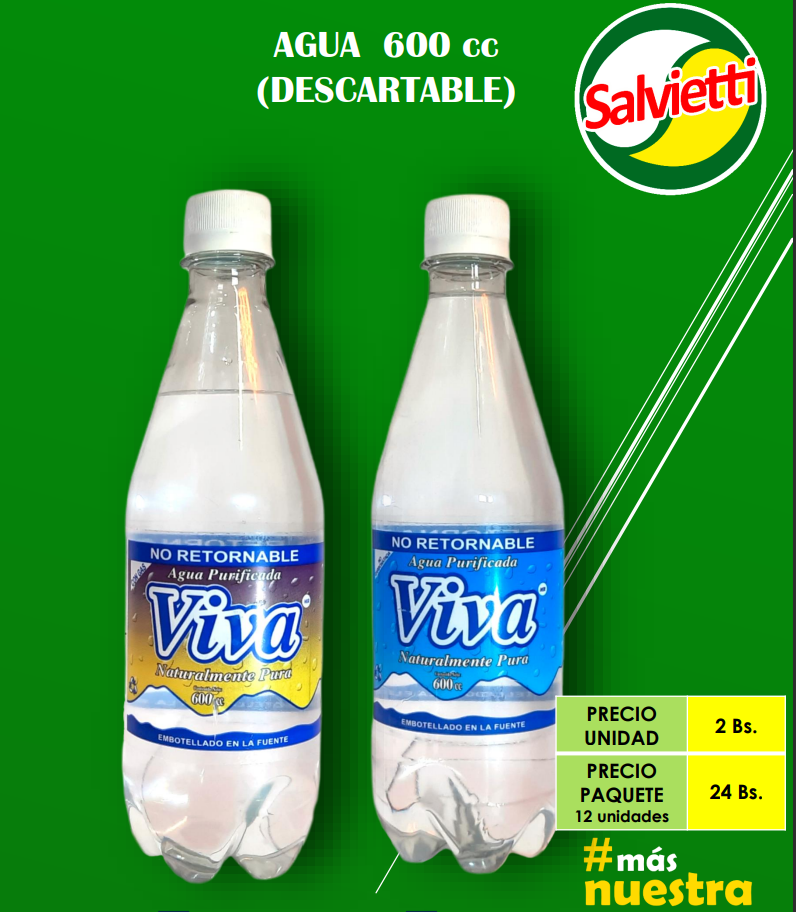 AGUA 600 cc
(DESCARTABLE)
Salvietti
NO RETORNABLE
Agua Purificada
Viva
Naturalmente Pura
600 cc
EMBOTELLADO EN LA FUENTE
NO RETORNABLE
Agua Purificada
Viva
Naturalmente Pura
600 cc
EMBOTELLADO EN LA FUENTE
PRECIO
UNIDAD
2 Bs.
PRECIO
PAQUETE
12 unidades
24 Bs.
#más
nuestra